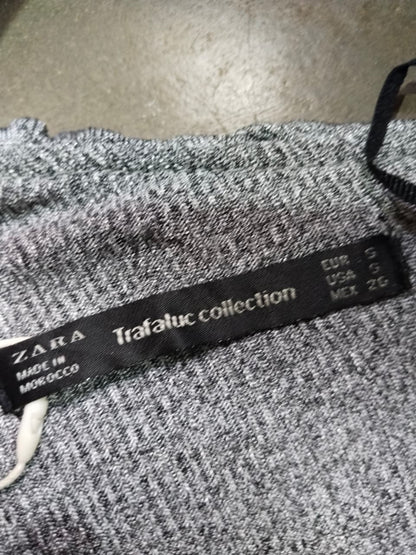 ZARA
MADE IN
MOROCCO
Trafaluc collection
EUR S
USA S
MEX 26